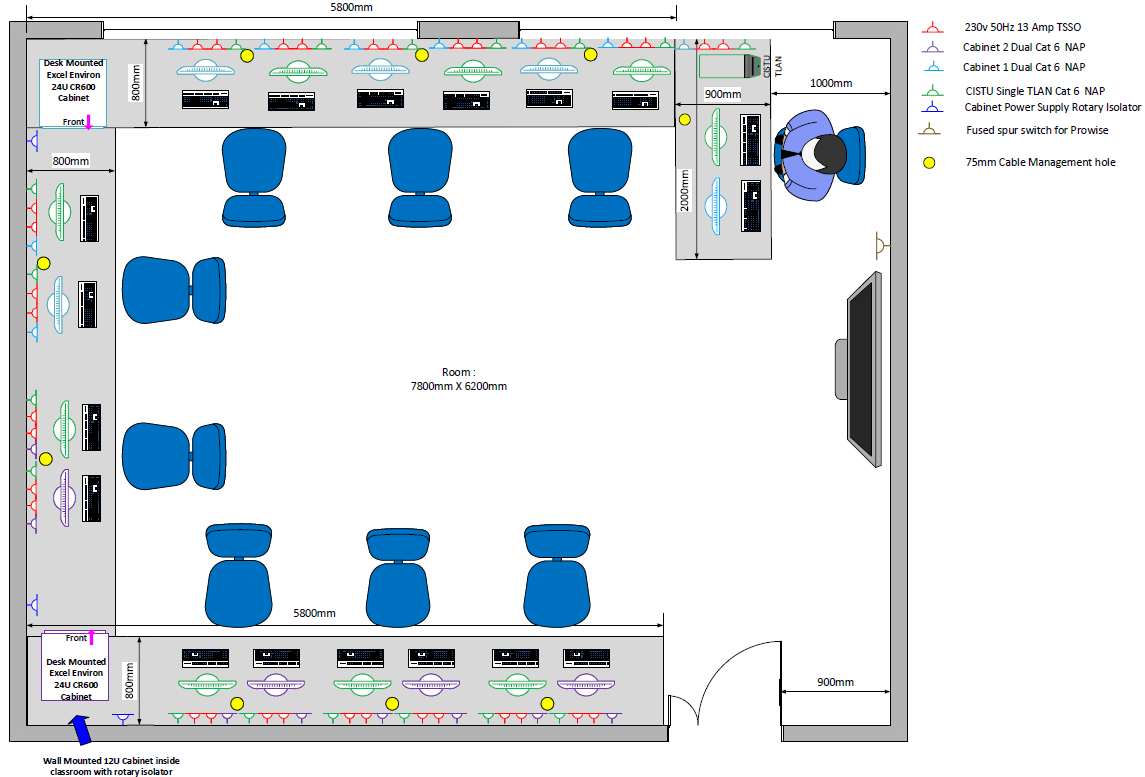 5800mm
230v 50Hz 13 Amp TSSO
Cabinet 2 Dual Cat 6 NAP
Cabinet 1 Dual Cat 6 NAP
CISTU Single TLAN Cat 6 NAP
Cabinet Power Supply Rotary Isolator
Fused spur switch for Prowise
75mm Cable Management hole
Desk Mounted
Excel Environ
24U CR600
Cabinet
Front
800mm
CISTU
TLAN
900mm
1000mm
800mm
2000mm
Room :
7800mm X 6200mm
5800mm
Front
Desk Mounted
Excel Environ
24U CR600
Cabinet
800mm
900mm
Wall Mounted 12U Cabinet inside
classroom with rotary isolator